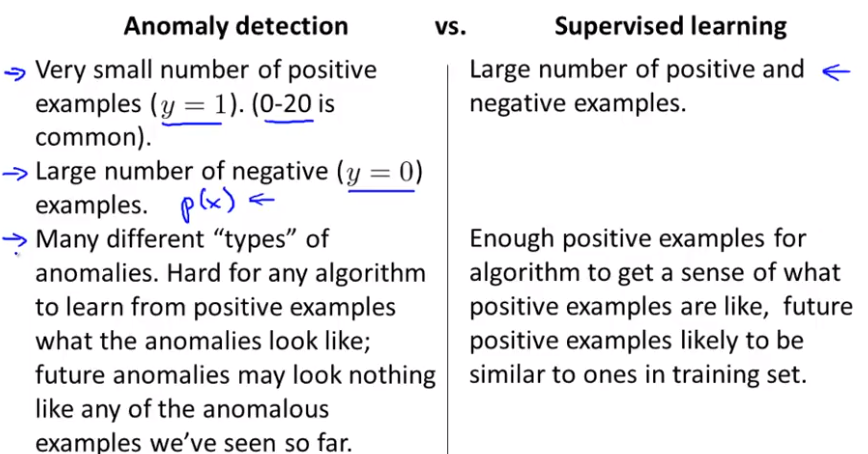 Anomaly detection vs. Supervised learning
→ Very small number of positive
examples (y = 1). (0-20 is
common).
→ Large number of negative (y = 0)
examples. p(x) ←
→ Many different “types” of
anomalies. Hard for any algorithm
to learn from positive examples
what the anomalies look like;
future anomalies may look nothing
like any of the anomalous
examples we’ve seen so far.
Large number of positive and ←
negative examples.
Enough positive examples for
algorithm to get a sense of what
positive examples are like, future
positive examples likely to be
similar to ones in training set.